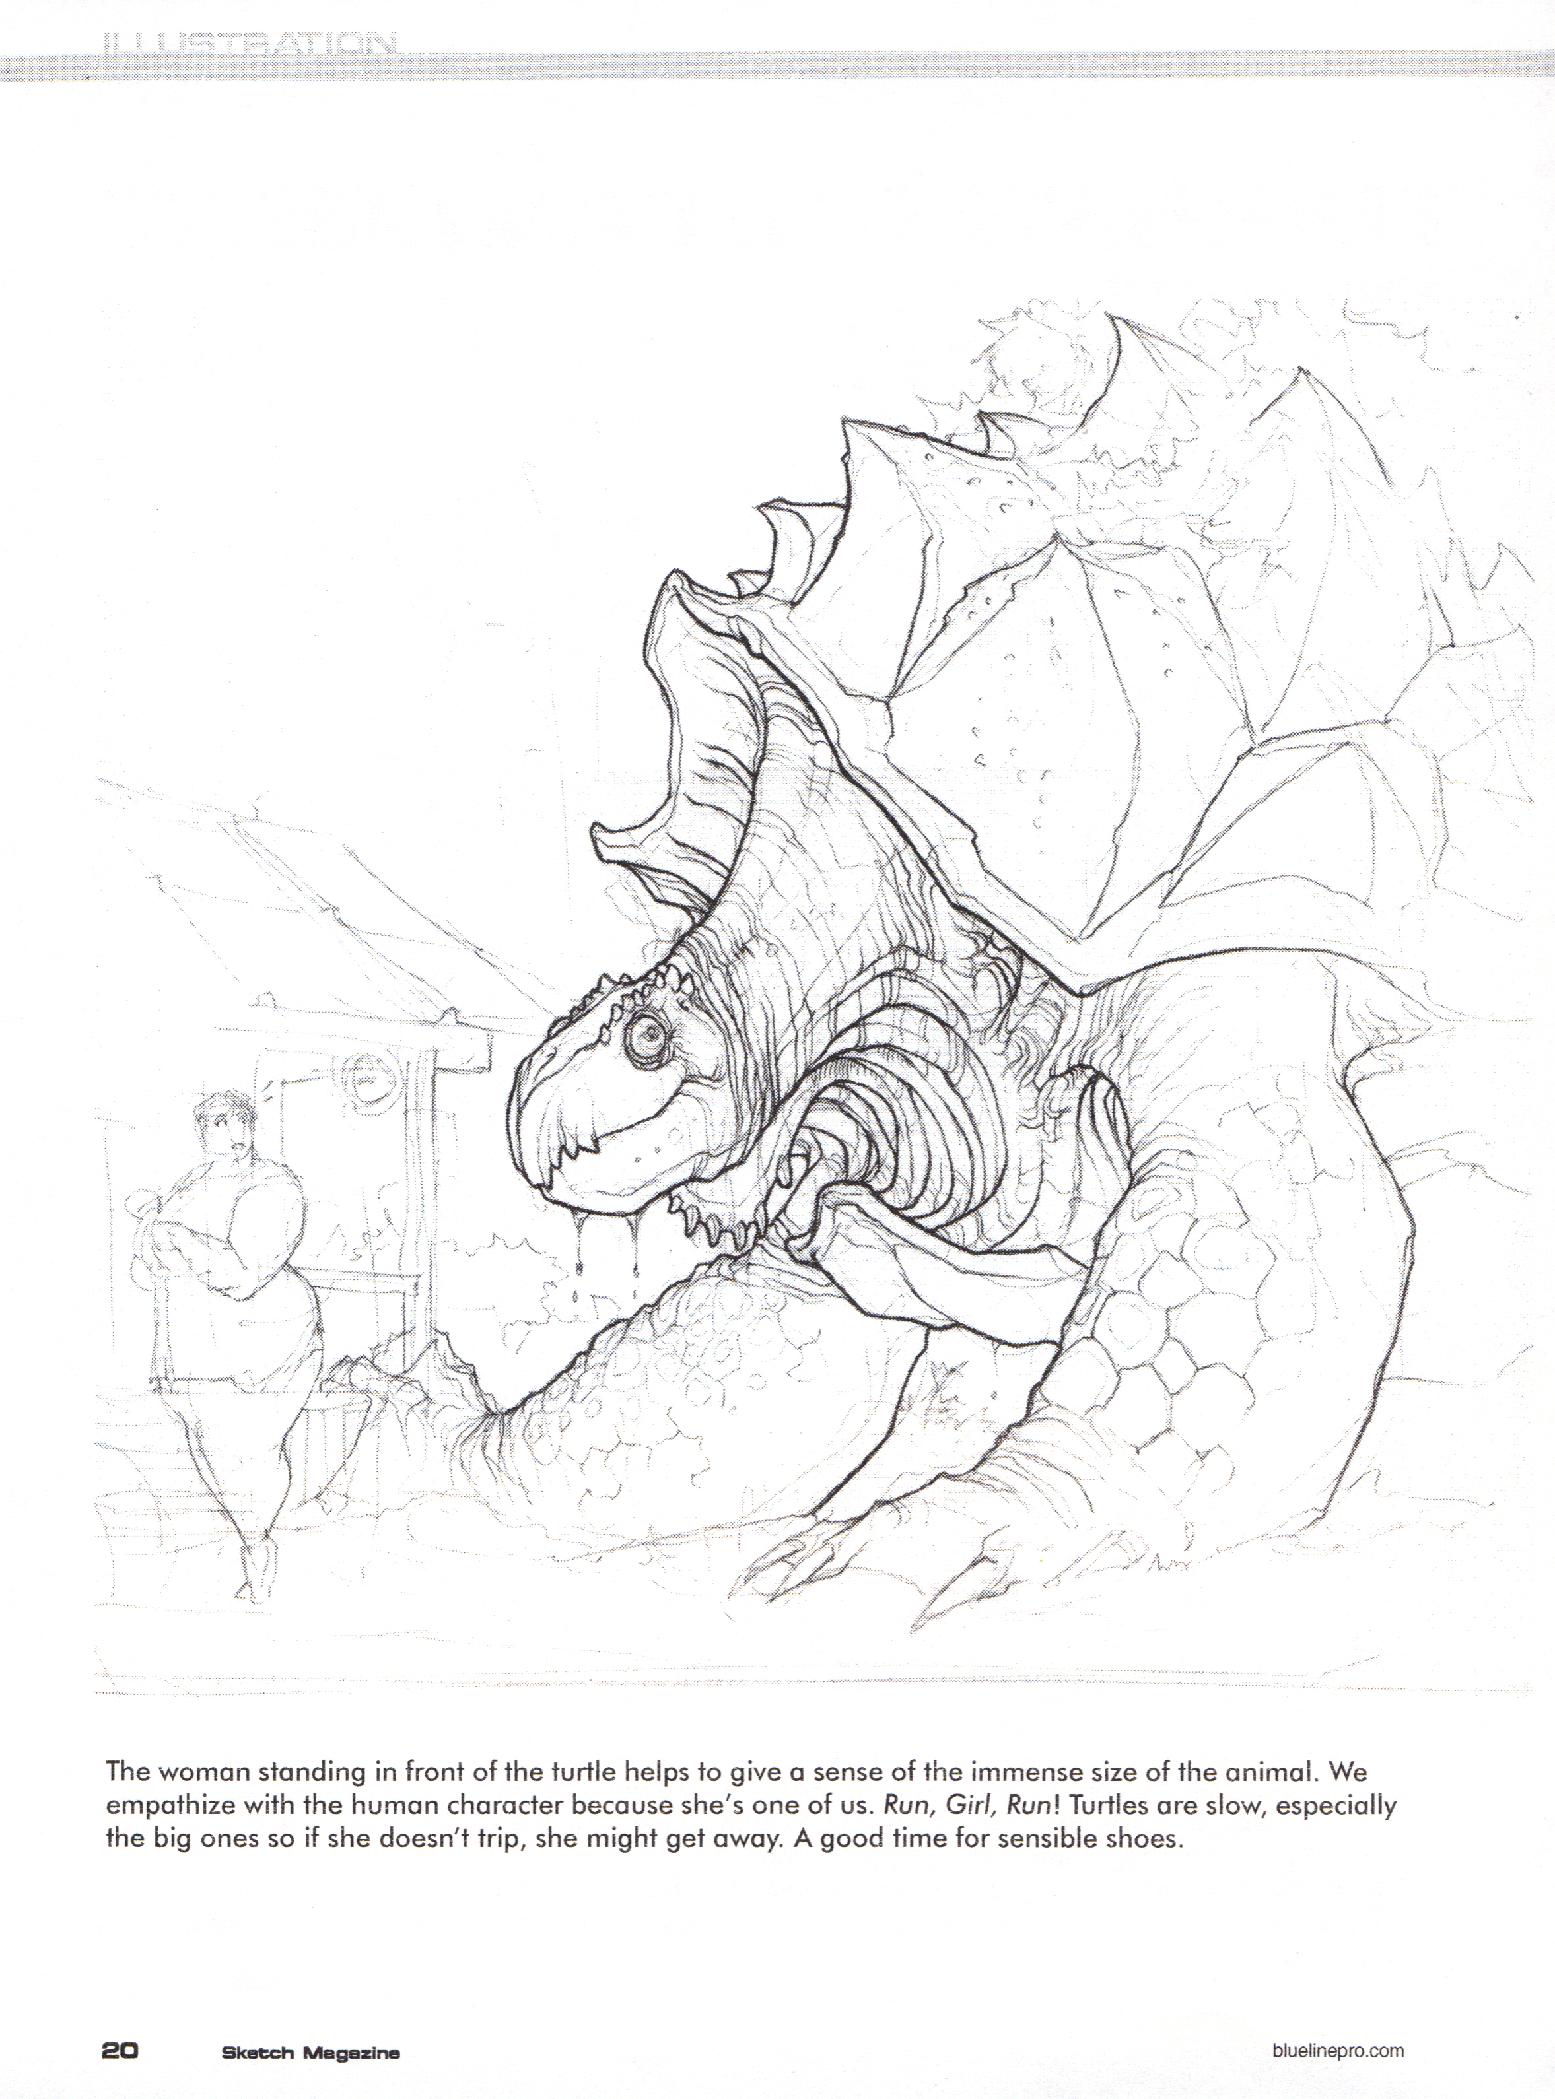 ILLUSTRATION
The woman standing in front of the turtle helps to give a sense of the immense size of the animal. We
empathize with the human character because she's one of us. Run, Girl, Run! Turtles are slow, especially
the big ones so if she doesn't trip, she might get away. A good time for sensible shoes.
20 Sketch Magazine bluelinepro.com